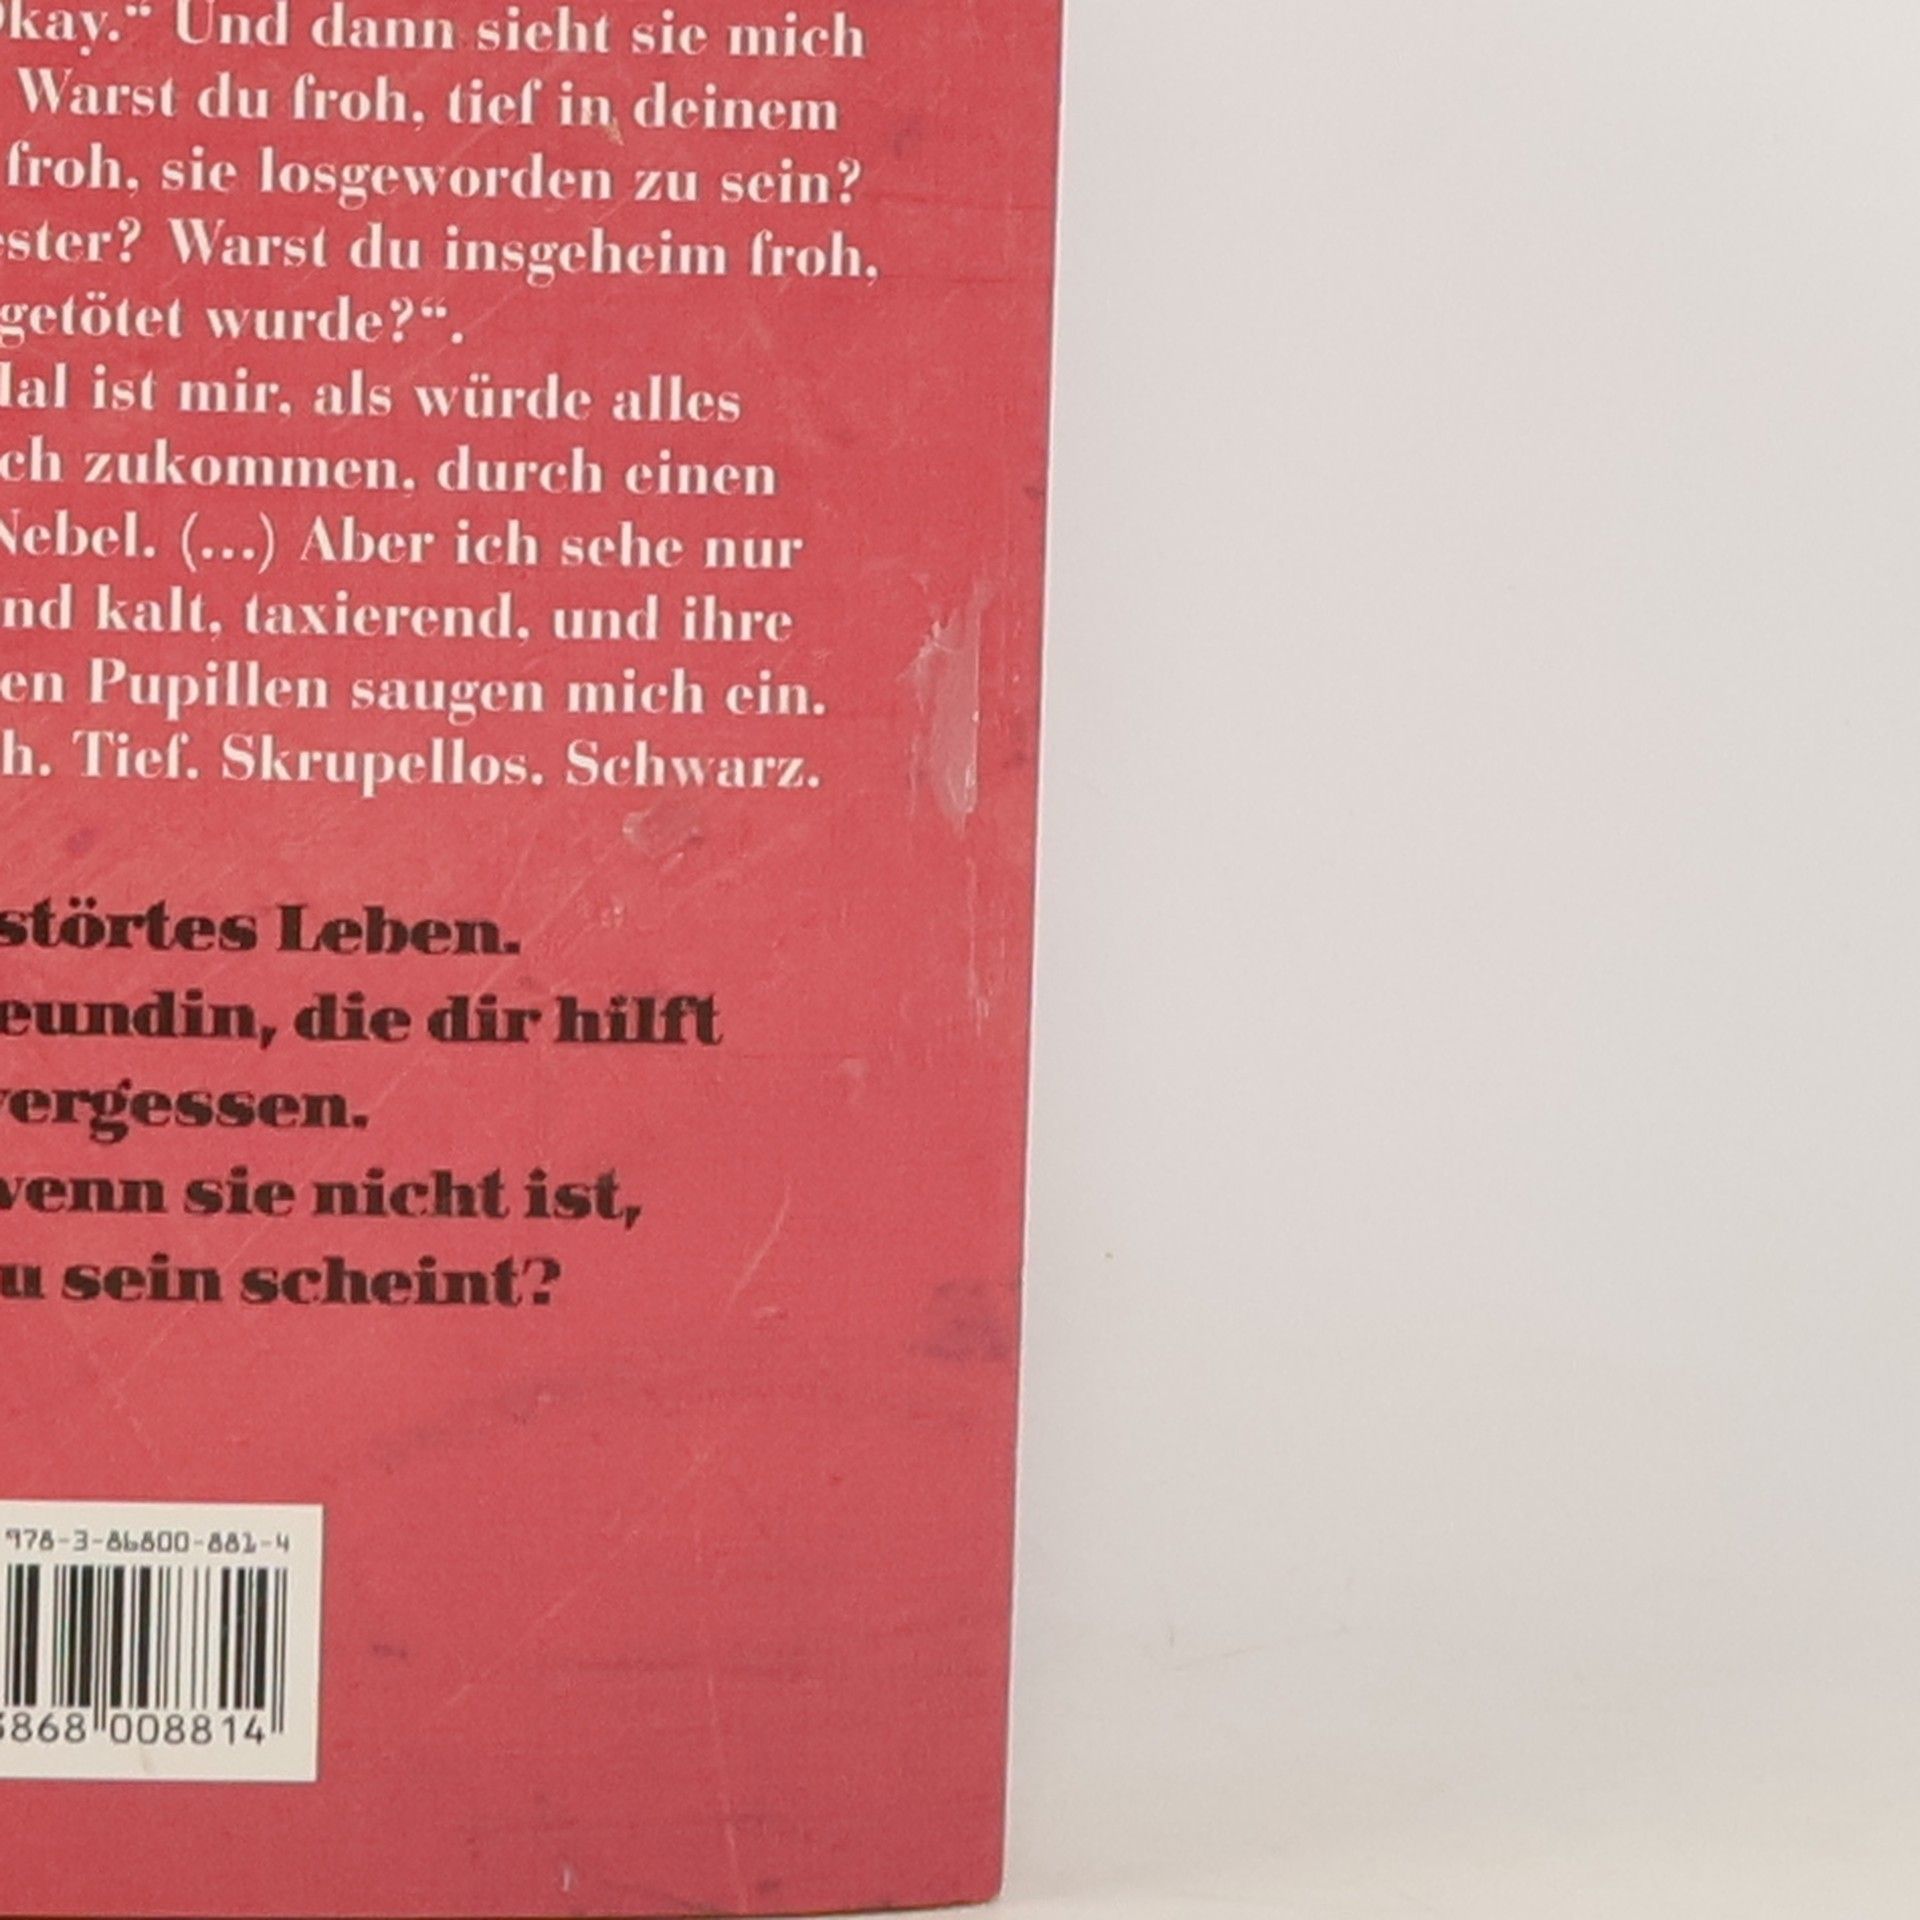 kay.“ Und dann sieht sie mich
Warst du froh, tief in deinem
froh, sie losgeworden zu sein?
ester? Warst du insgeheim froh,
getötet wurde?“.
Mal ist mir, als würde alles
ch zukommen, durch einen
Nebel. (...) Aber ich sehe nur
nd kalt, taxierend, und ihre
en Pupillen saugen mich ein.
h. Tief. Skrupellos. Schwarz.
störtes Leben.
eundin, die dir hilft
vergessen.
wenn sie nicht ist,
u sein scheint?
978-3-86800-881-4
3868 008814